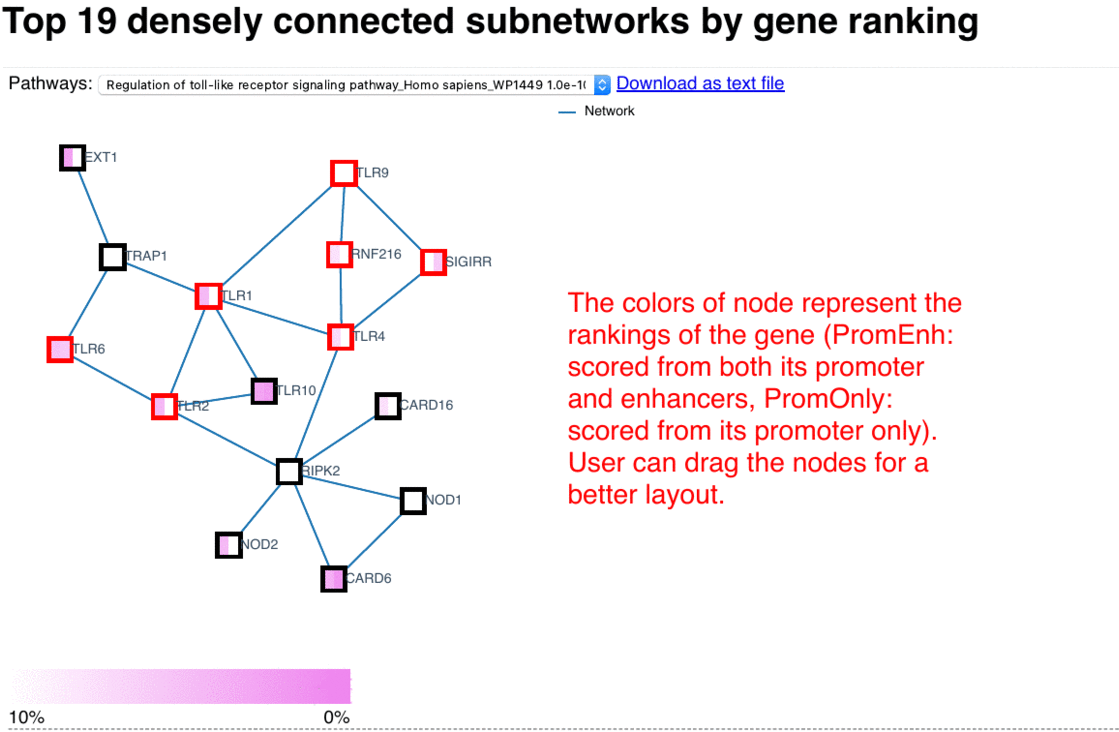 Top 19 densely connected subnetworks by gene ranking
Pathways: Regulation of toll-like receptor signaling pathway_Homo sapiens_WP1449 1.0e-10 Download as text file
Network
EXT1
TLR9
TRAP1
RNF216
SIGIRR
TLR1
TLR4
TLR6
TLR10
TLR2
CARD16
RIPK2
NOD1
NOD2
CARD6
The colors of node represent the
rankings of the gene (PromEnh:
scored from both its promoter
and enhancers, PromOnly:
scored from its promoter only).
User can drag the nodes for a
better layout.
10% 0%